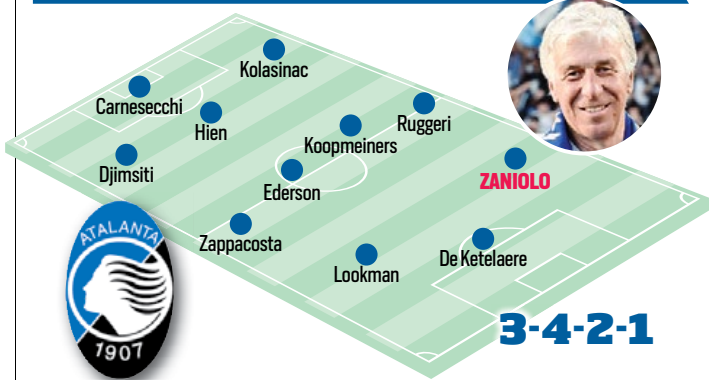 Kolasinac
Carnesecchi
Hien
Ruggeri
Koopmeiners
Djimsiti
ZANIOLO
Ederson
Zappacosta
De Ketelaere
Lookman
ATALANTA
1907
3-4-2-1